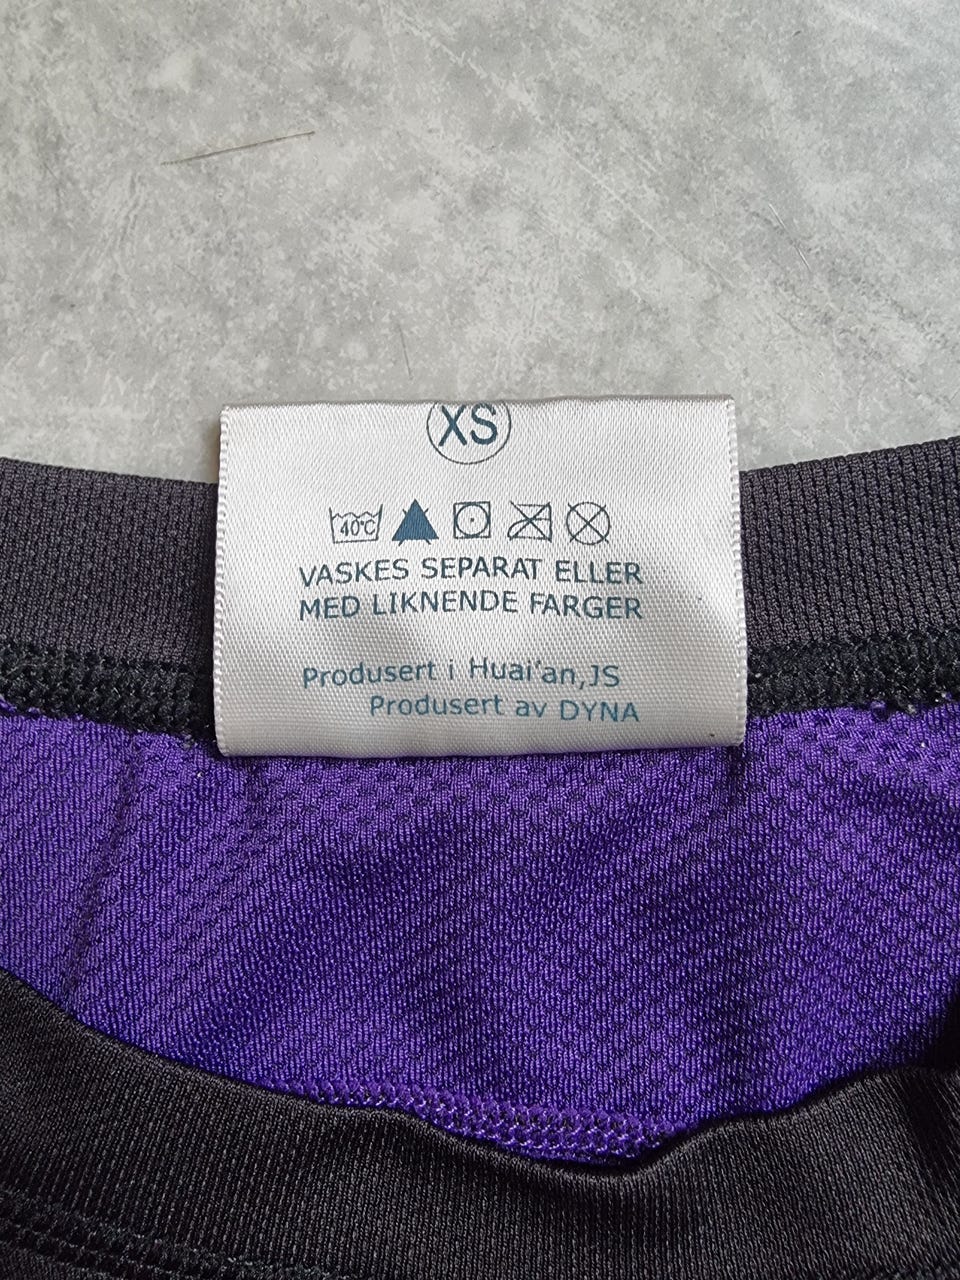 XS
40°C
VASKES SEPARAT ELLER
MED LIKNENDE FARGER
Produsert i Huai'an,JS
Produsert av DYNA